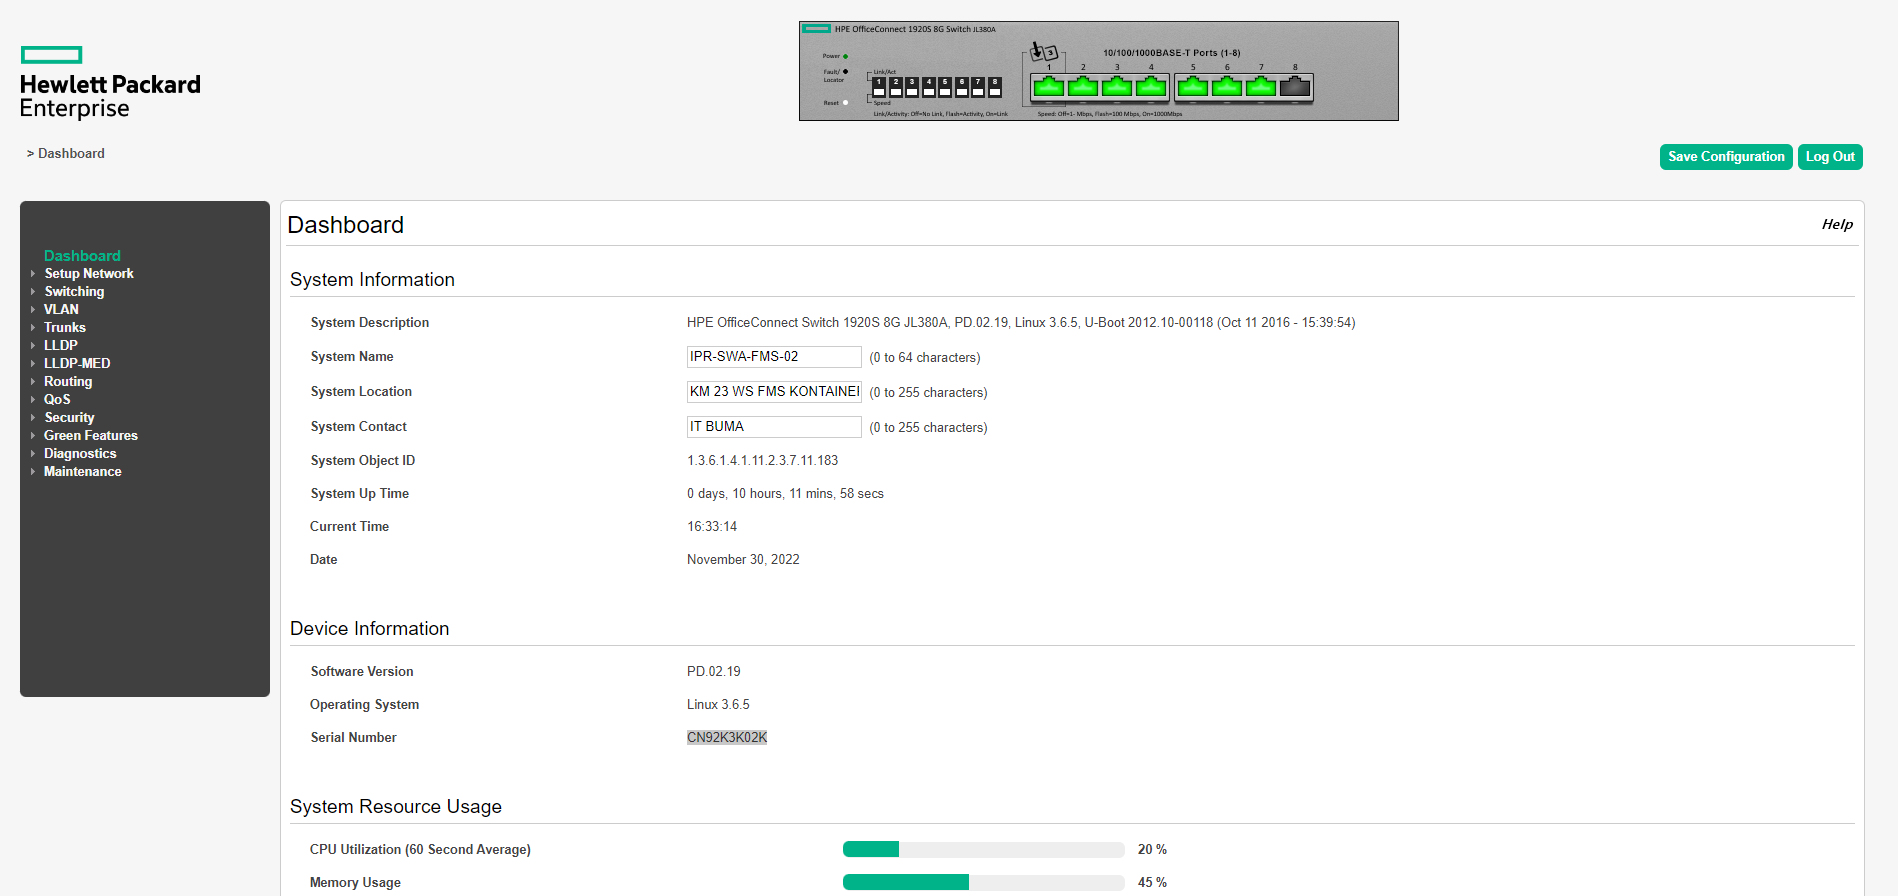 HPE OfficeConnect 1920S 8G Switch JL380A
Power
Fault/
Locator
Reset
Link/Act
1 2 3 4 5 6 7 8
Speed
Link/Activity: Off=No Link, Flash=Activity, On=Link
3
10/100/1000BASE-T Ports (1-8)
1 2 3 4 5 6 7 8
Speed: Off=1- Mbps, Flash=100 Mbps, On=1000Mbps
Hewlett Packard
Enterprise
> Dashboard
Save Configuration
Log Out
Dashboard
Setup Network
Switching
VLAN
Trunks
LLDP
LLDP-MED
Routing
QoS
Security
Green Features
Diagnostics
Maintenance
Dashboard
Help
System Information
System Description HPE OfficeConnect Switch 1920S 8G JL380A, PD.02.19, Linux 3.6.5, U-Boot 2012.10-00118 (Oct 11 2016 - 15:39:54)
System Name IPR-SWA-FMS-02 (0 to 64 characters)
System Location KM 23 WS FMS KONTAINEI (0 to 255 characters)
System Contact IT BUMA (0 to 255 characters)
System Object ID 1.3.6.1.4.1.11.2.3.7.11.183
System Up Time 0 days, 10 hours, 11 mins, 58 secs
Current Time 16:33:14
Date November 30, 2022
Device Information
Software Version PD.02.19
Operating System Linux 3.6.5
Serial Number CN92K3K02K
System Resource Usage
CPU Utilization (60 Second Average) 20 %
Memory Usage 45 %